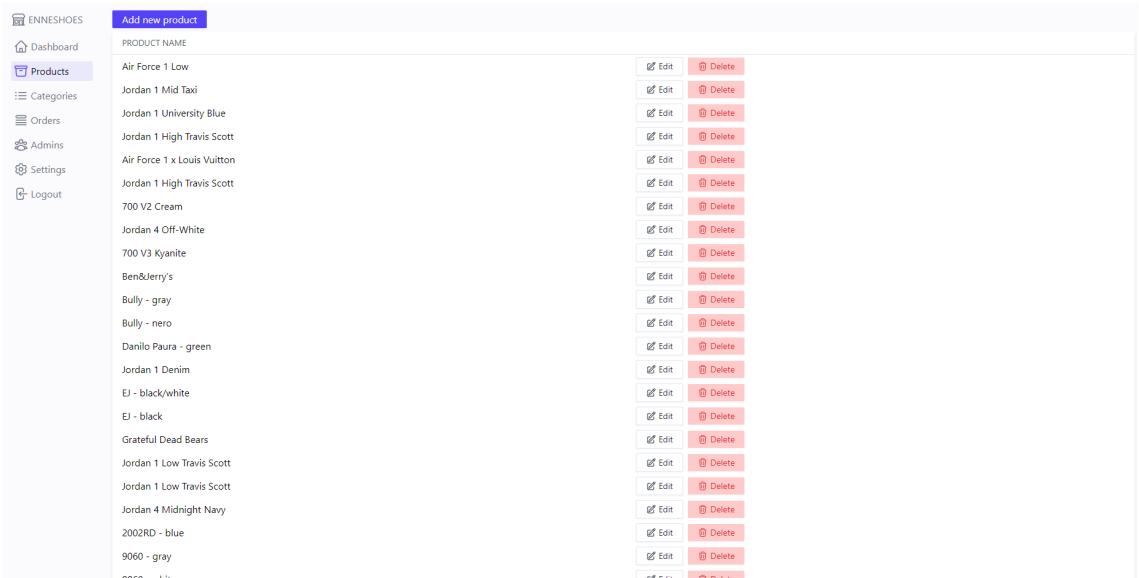 ENNESHOES
Dashboard
Products
Categories
Orders
Admins
Settings
Logout
Add new product
PRODUCT NAME
Air Force 1 Low Edit Delete
Jordan 1 Mid Taxi Edit Delete
Jordan 1 University Blue Edit Delete
Jordan 1 High Travis Scott Edit Delete
Air Force 1 x Louis Vuitton Edit Delete
Jordan 1 High Travis Scott Edit Delete
700 V2 Cream Edit Delete
Jordan 4 Off-White Edit Delete
700 V3 Kyanite Edit Delete
Ben&Jerry's Edit Delete
Bully - gray Edit Delete
Bully - nero Edit Delete
Danilo Paura - green Edit Delete
Jordan 1 Denim Edit Delete
EJ - black/white Edit Delete
EJ - black Edit Delete
Grateful Dead Bears Edit Delete
Jordan 1 Low Travis Scott Edit Delete
Jordan 1 Low Travis Scott Edit Delete
Jordan 4 Midnight Navy Edit Delete
2002RD - blue Edit Delete
9060 - gray Edit Delete